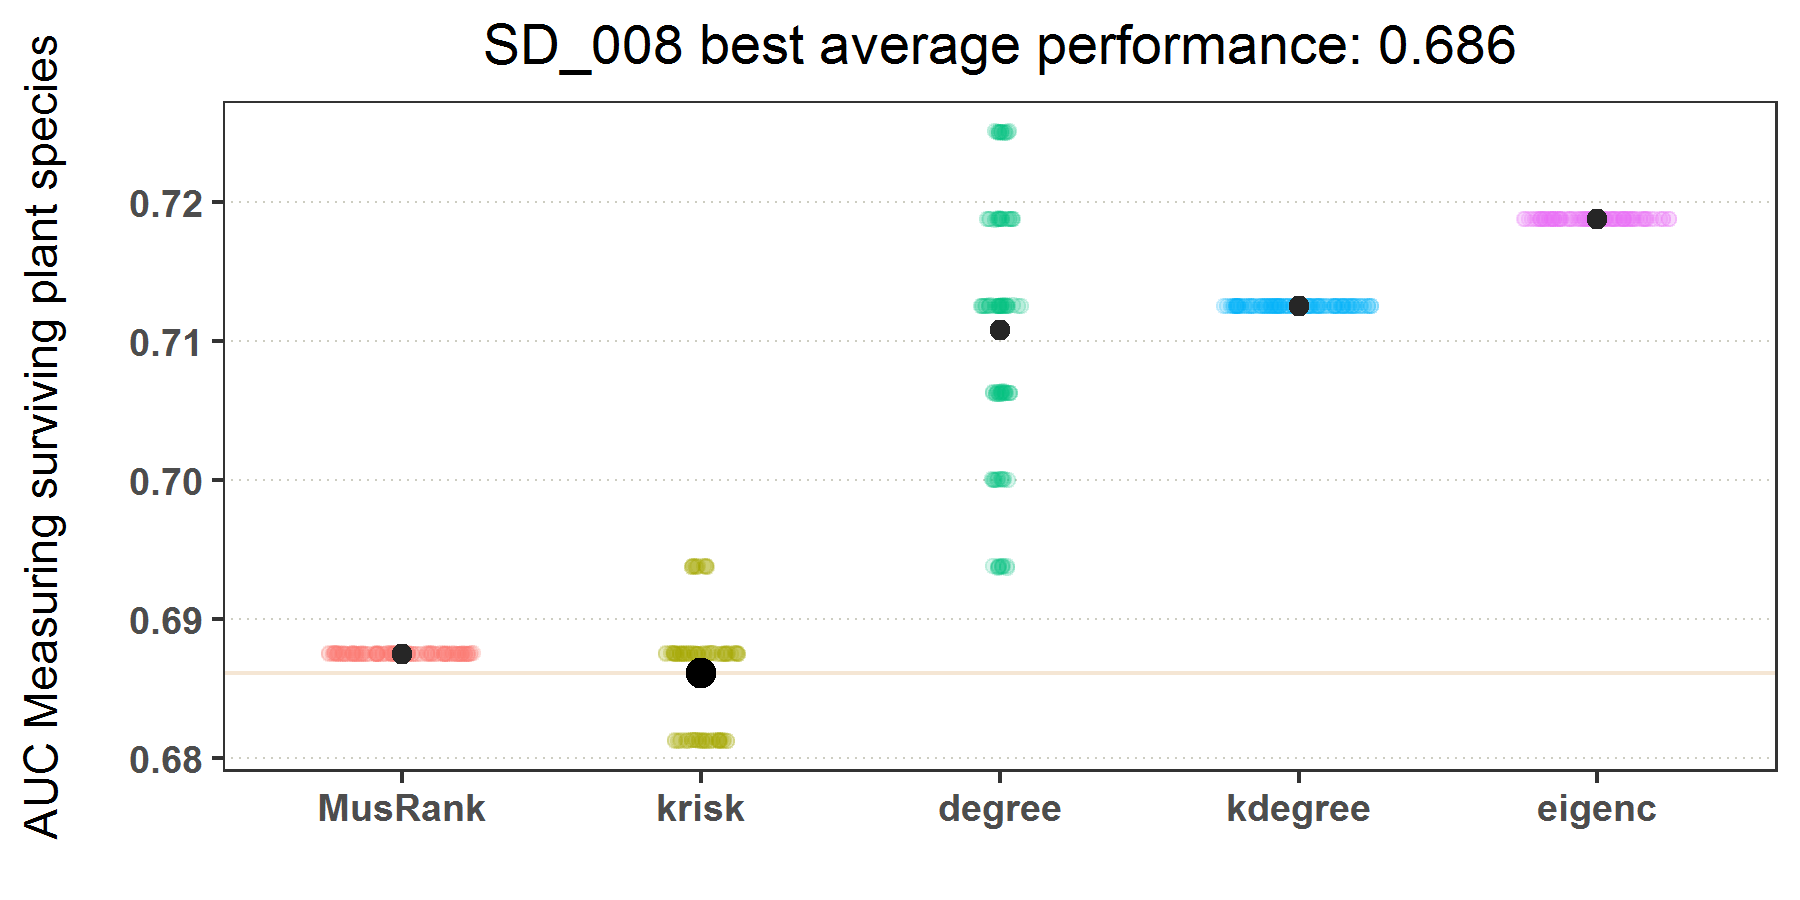 SD_008 best average performance: 0.686
AUC Measuring surviving plant species
0.72
0.71
0.70
0.69
0.68
MusRank krisk degree kdegree eigenc